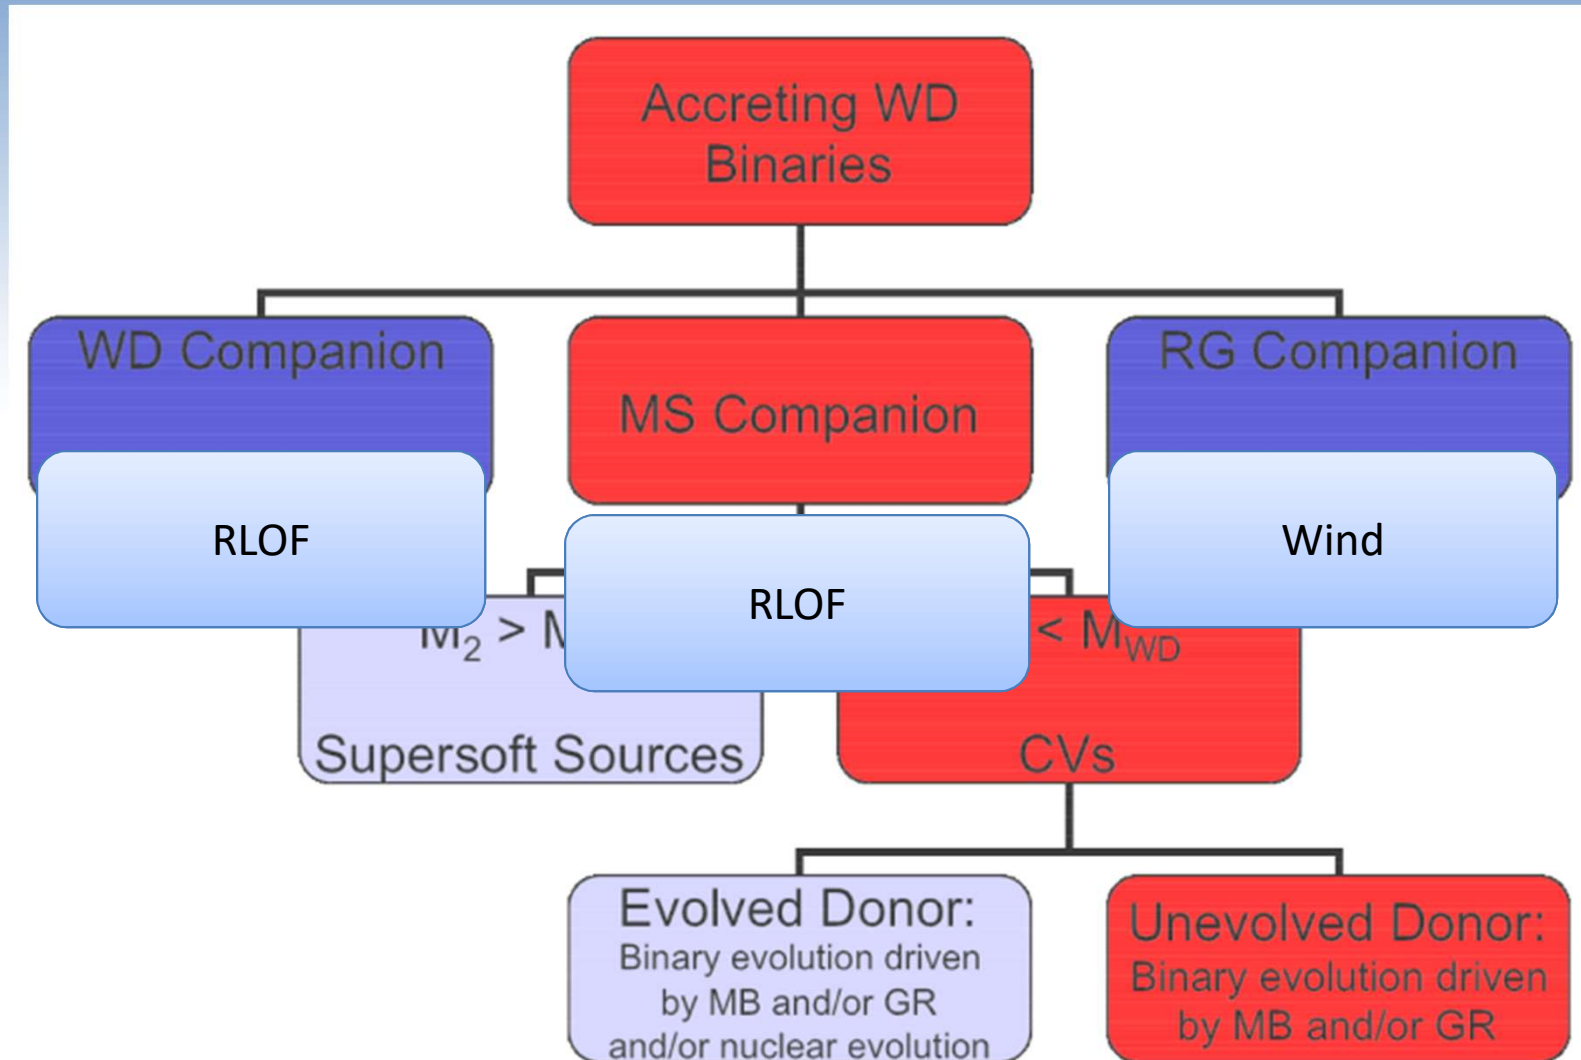 Accreting WD
Binaries
WD Companion
MS Companion
RG Companion
RLOF
RLOF
Wind
M₂ > M
< M_WD
Supersoft Sources
CVs
Evolved Donor:
Binary evolution driven
by MB and/or GR
and/or nuclear evolution
Unevolved Donor:
Binary evolution driven
by MB and/or GR